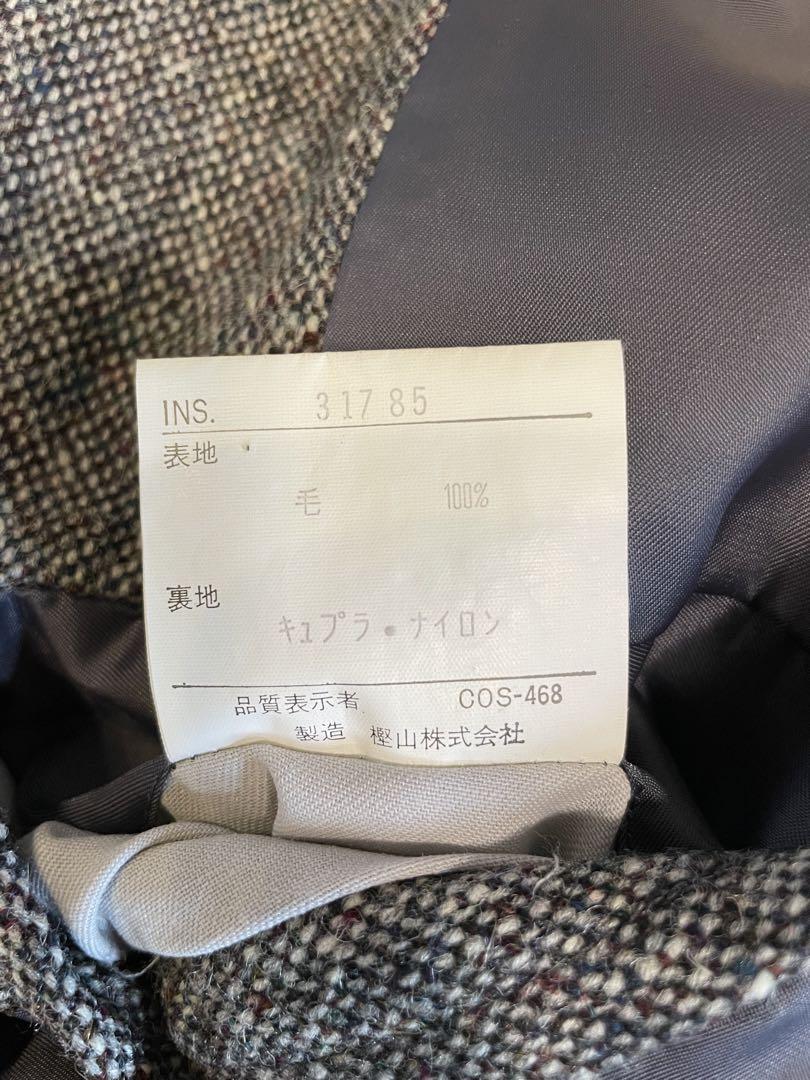 INS. 31785
表地
毛 100%
裏地
キュプラ・ナイロン
品質表示者 COS-468
製造 樫山株式会社